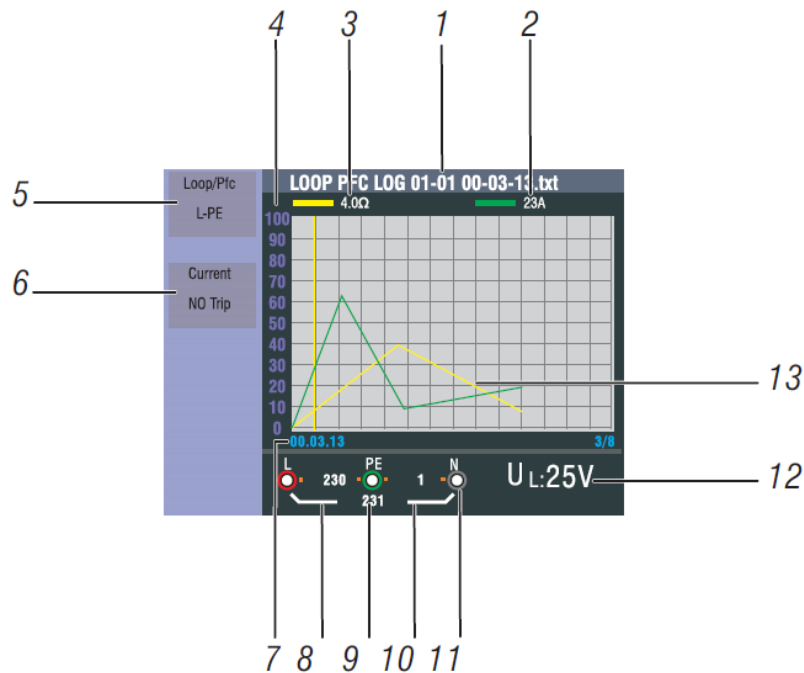 4 3 1 2
5
Loop/Pfc
L-PE
LOOP PFC LOG 01-01 00-03-13.txt
4.0Ω 23A
6
Current
NO Trip
100
90
80
70
60
50
40
30
20
10
0
13
00.03.13 3/8
L PE N
230 1
231
UL:25V
12
7 8 9 10 11